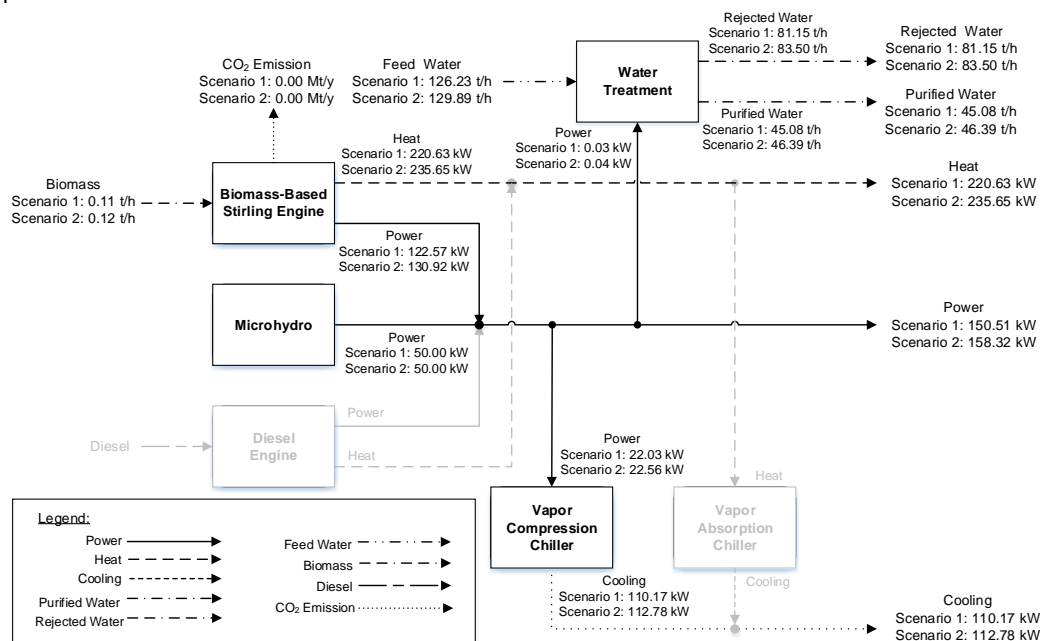 Rejected Water
Scenario 1: 81.15 t/h
Scenario 2: 83.50 t/h
Rejected Water
Scenario 1: 81.15 t/h
Scenario 2: 83.50 t/h
CO2 Emission
Scenario 1: 0.00 Mt/y
Scenario 2: 0.00 Mt/y
Feed Water
Scenario 1: 126.23 t/h
Scenario 2: 129.89 t/h
Water
Treatment
Purified Water
Scenario 1: 45.08 t/h
Scenario 2: 46.39 t/h
Purified Water
Scenario 1: 45.08 t/h
Scenario 2: 46.39 t/h
Power
Scenario 1: 0.03 kW
Scenario 2: 0.04 kW
Heat
Scenario 1: 220.63 kW
Scenario 2: 235.65 kW
Heat
Scenario 1: 220.63 kW
Scenario 2: 235.65 kW
Biomass
Scenario 1: 0.11 t/h
Scenario 2: 0.12 t/h
Biomass-Based
Stirling Engine
Power
Scenario 1: 122.57 kW
Scenario 2: 130.92 kW
Microhydro
Power
Scenario 1: 50.00 kW
Scenario 2: 50.00 kW
Power
Scenario 1: 150.51 kW
Scenario 2: 158.32 kW
Diesel
Diesel
Engine
Power
Heat
Power
Scenario 1: 22.03 kW
Scenario 2: 22.56 kW
Heat
Vapor
Compression
Chiller
Vapor
Absorption
Chiller
Cooling
Scenario 1: 110.17 kW
Scenario 2: 112.78 kW
Cooling
Cooling
Scenario 1: 110.17 kW
Scenario 2: 112.78 kW
Legend:
Power
Heat
Cooling
Purified Water
Rejected Water
Feed Water
Biomass
Diesel
CO2 Emission